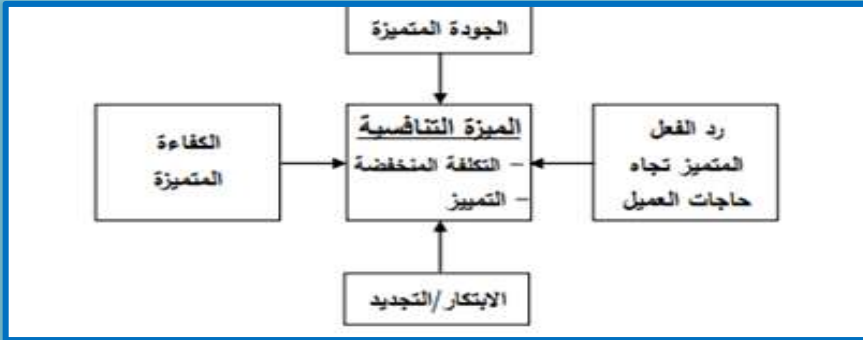 الجودة المتميزة
رد الفعل
المتميز تجاه
حاجات العميل
الميزة التنافسية
– التكلفة المنخفضة
– التمييز
الكفاءة
المتميزة
الابتكار/التجديد